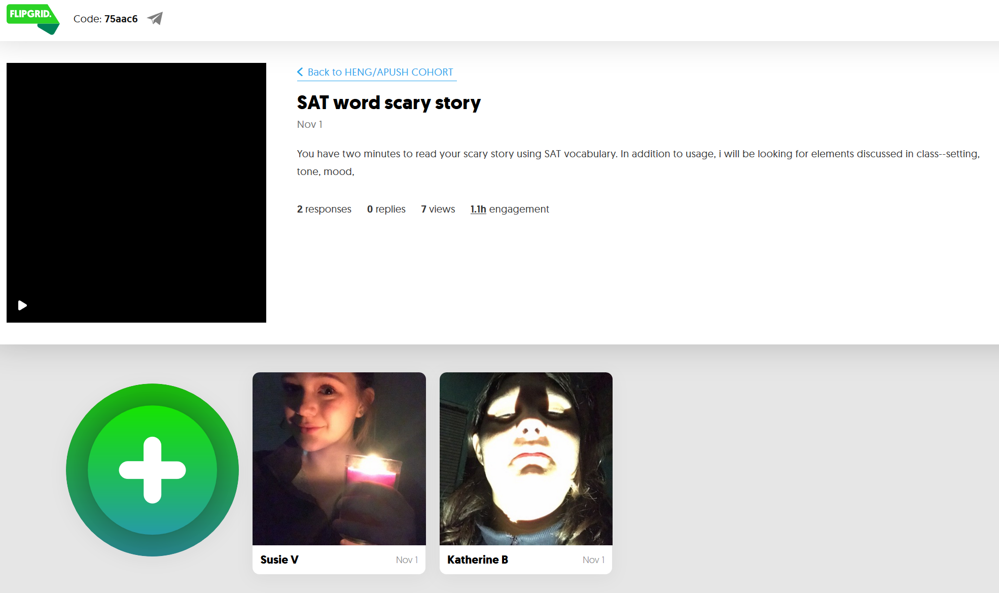 FLIPGRID.
Code: 75aac6
Back to HENG/APUSH COHORT
SAT word scary story
Nov 1
You have two minutes to read your scary story using SAT vocabulary. In addition to usage, i will be looking for elements discussed in class--setting,
tone, mood,
2 responses 0 replies 7 views 1.1h engagement
Susie V Nov 1
Katherine B Nov 1